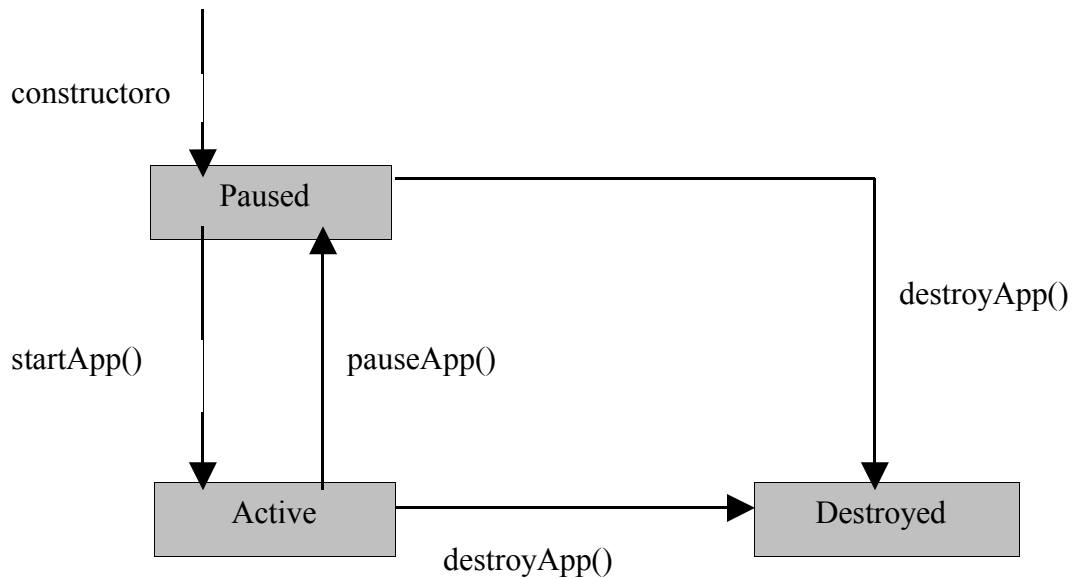 constructoro
Paused
destroyApp()
startApp()
pauseApp()
Active
Destroyed
destroyApp()